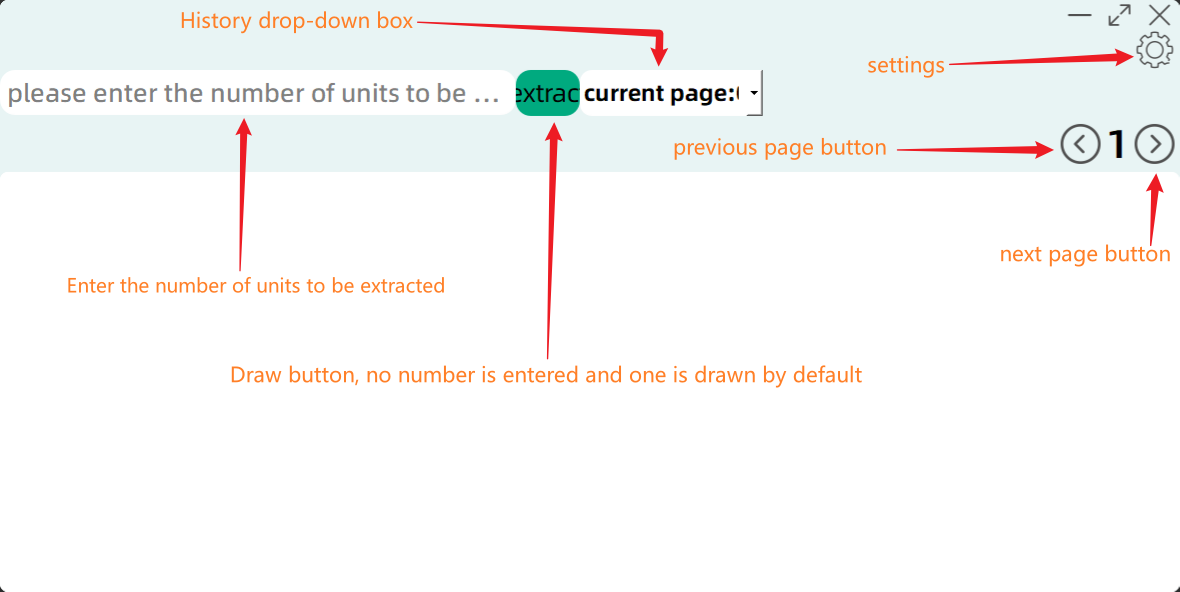 History drop-down box
settings
please enter the number of units to be ...
extrac
current page:
previous page button
1
next page button
Enter the number of units to be extracted
Draw button, no number is entered and one is drawn by default